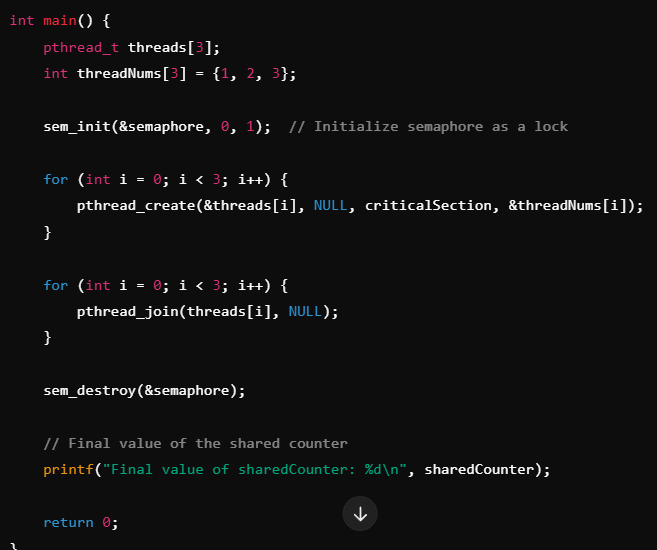 int main() {
    pthread_t threads[3];
    int threadNums[3] = {1, 2, 3};

    sem_init(&semaphore, 0, 1);  // Initialize semaphore as a lock

    for (int i = 0; i < 3; i++) {
        pthread_create(&threads[i], NULL, criticalSection, &threadNums[i]);
    }

    for (int i = 0; i < 3; i++) {
        pthread_join(threads[i], NULL);
    }

    sem_destroy(&semaphore);

    // Final value of the shared counter
    printf("Final value of sharedCounter: %d\n", sharedCounter);

    return 0;
}